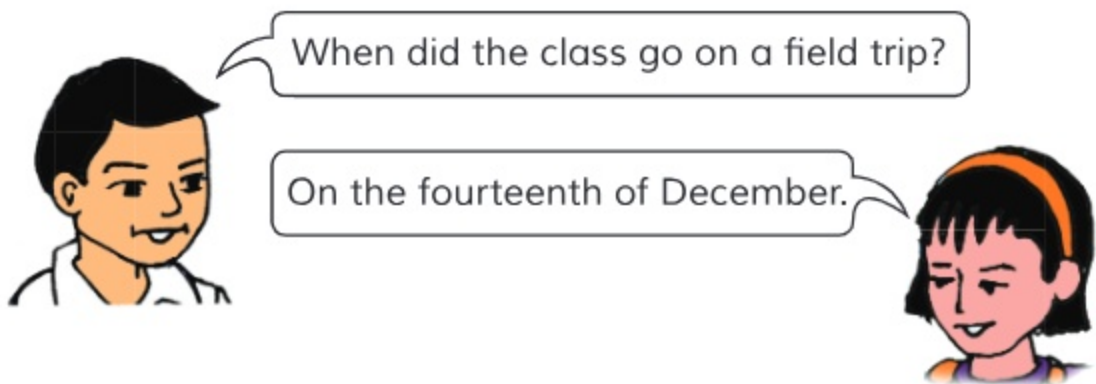 When did the class go on a field trip?
On the fourteenth of December.